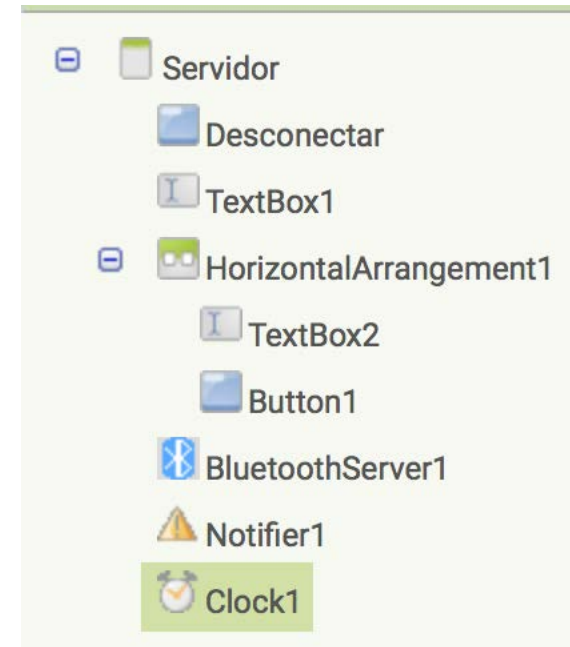 Servidor
Desconectar
TextBox1
HorizontalArrangement1
TextBox2
Button1
BluetoothServer1
Notifier1
Clock1